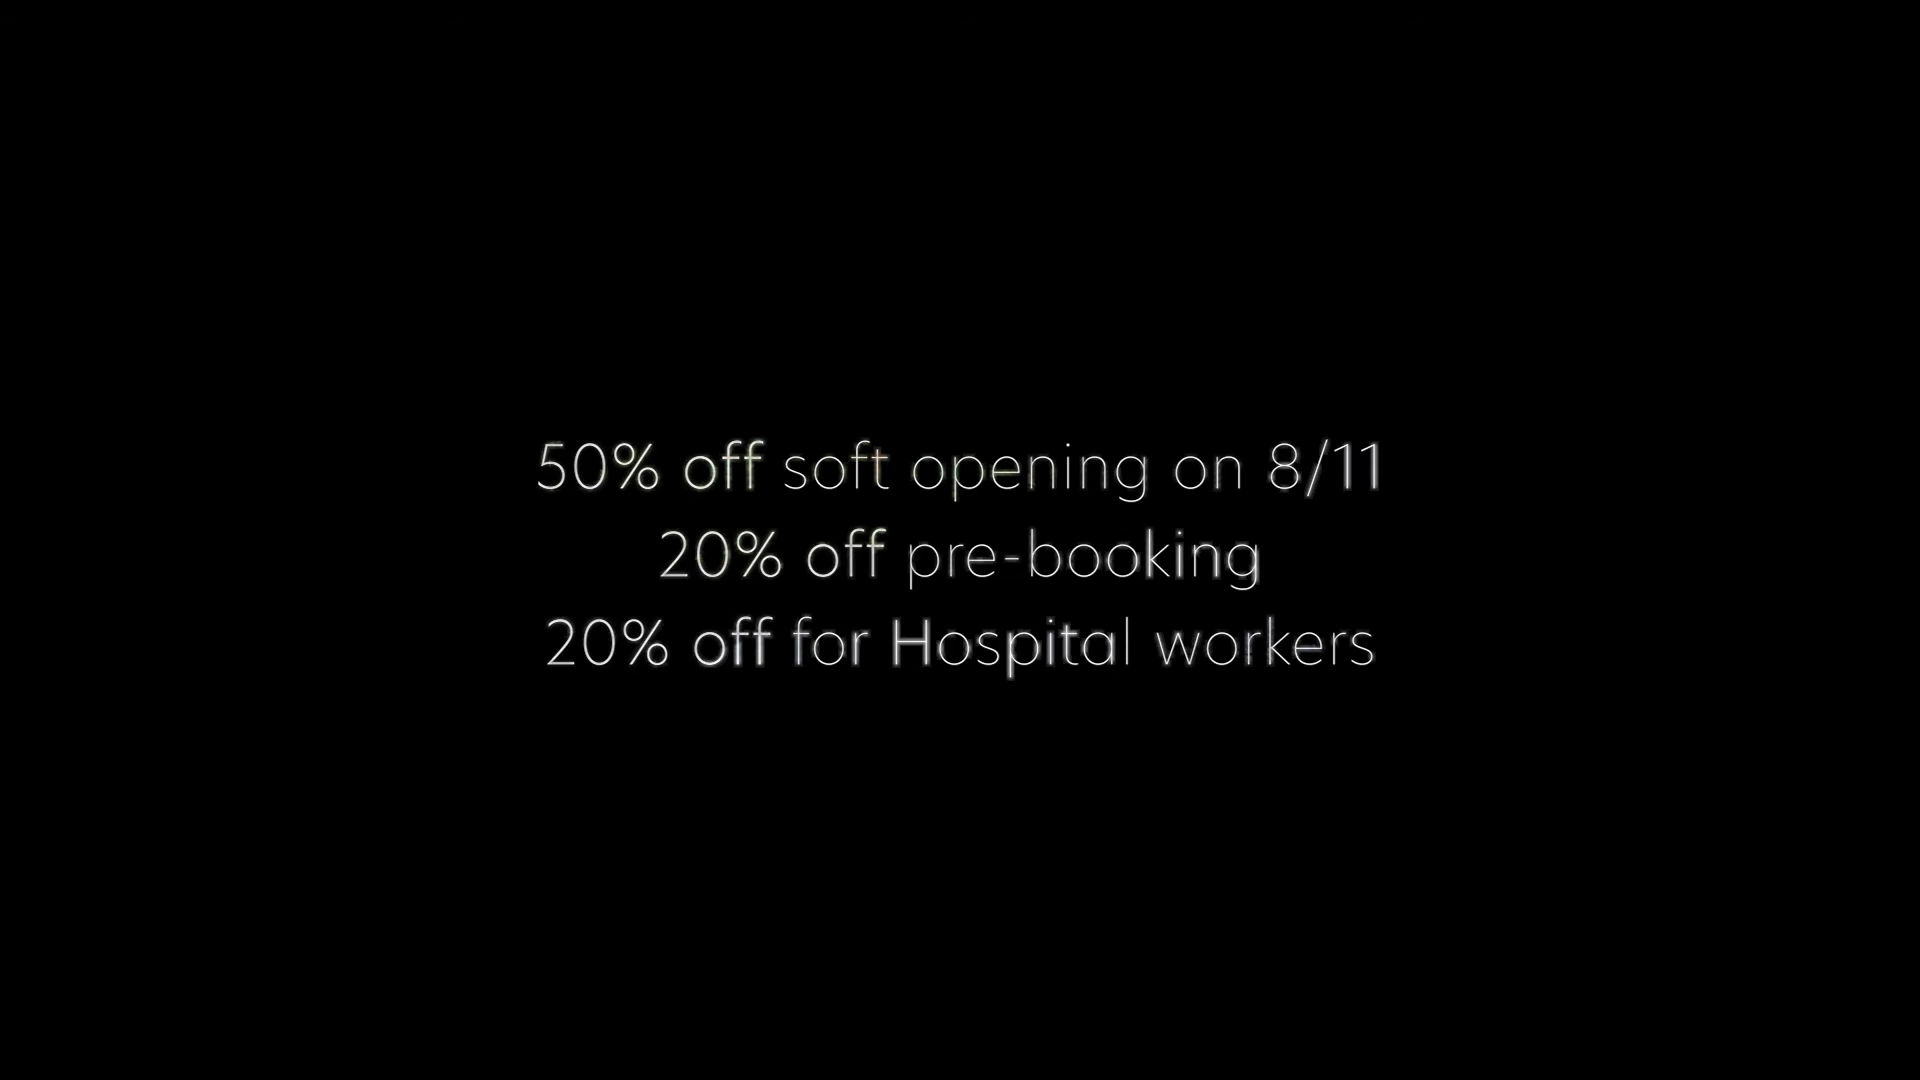 50% off soft opening on 8/11
20% off pre-booking
20% off for Hospital workers